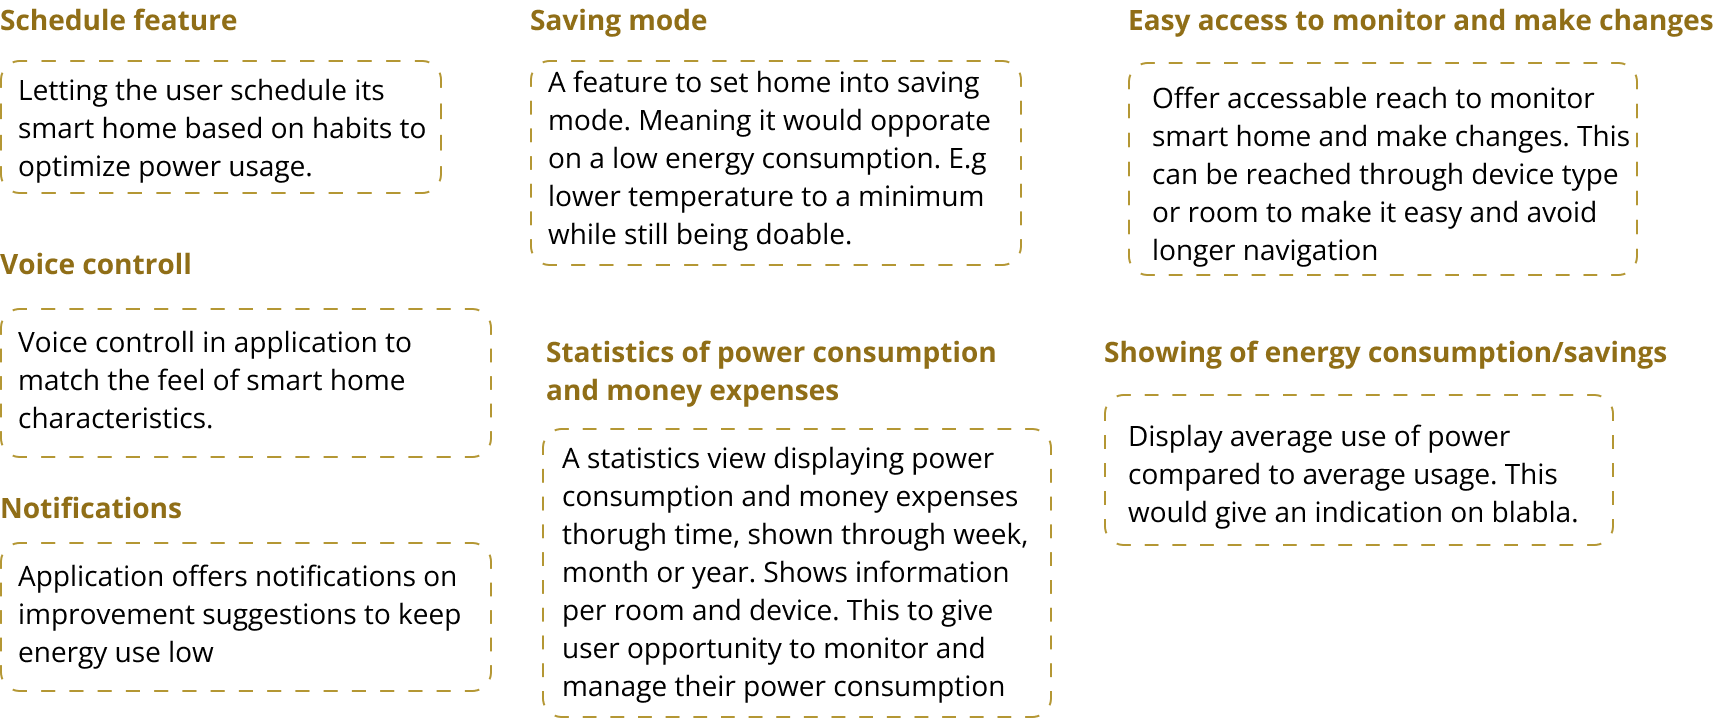 Schedule feature
Letting the user schedule its
smart home based on habits to
optimize power usage.
Voice controll
Voice controll in application to
match the feel of smart home
characteristics.
Notifications
Application offers notifications on
improvement suggestions to keep
energy use low
Saving mode
A feature to set home into saving
mode. Meaning it would opporate
on a low energy consumption. E.g
lower temperature to a minimum
while still being doable.
Statistics of power consumption
and money expenses
A statistics view displaying power
consumption and money expenses
thorugh time, shown through week,
month or year. Shows information
per room and device. This to give
user opportunity to monitor and
manage their power consumption
Easy access to monitor and make changes
Offer accessable reach to monitor
smart home and make changes. This
can be reached through device type
or room to make it easy and avoid
longer navigation
Showing of energy consumption/savings
Display average use of power
compared to average usage. This
would give an indication on blabla.